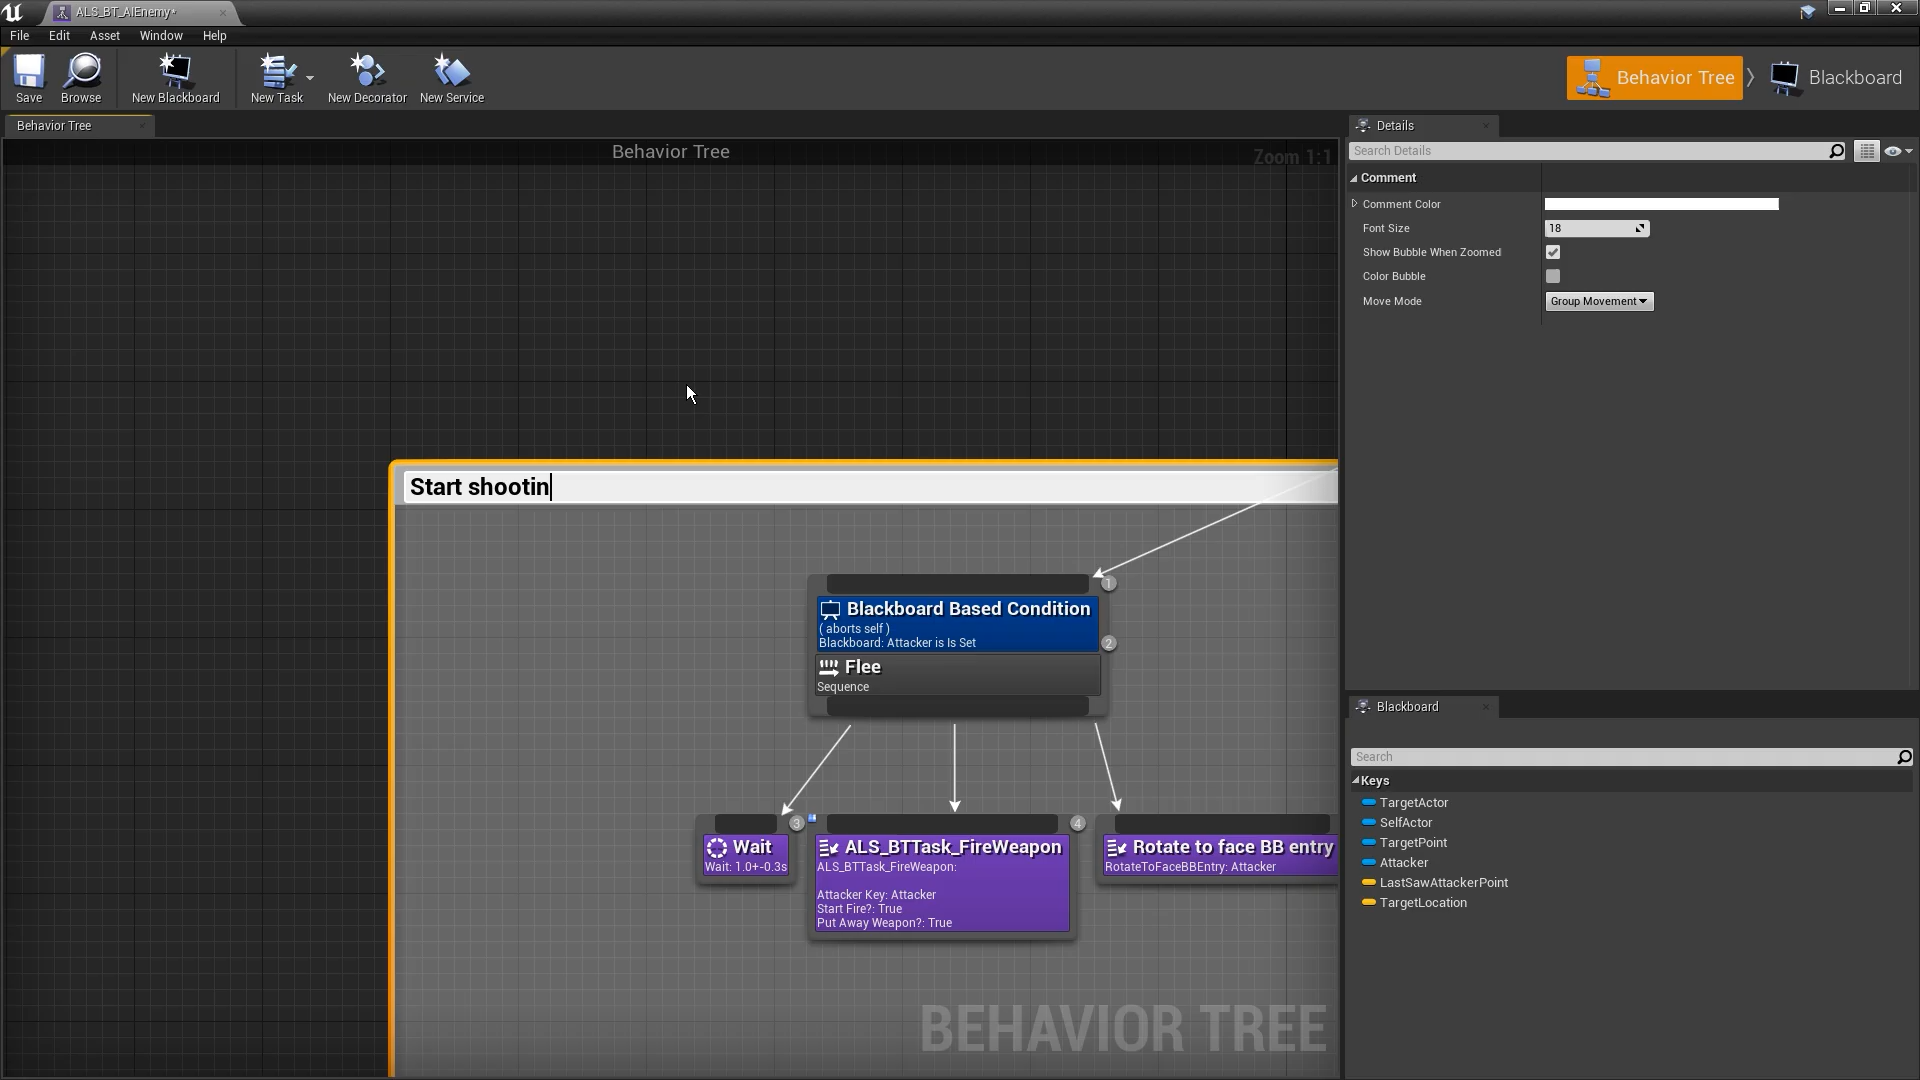 ALS_BT_AIEnemy*
File Edit Asset Window Help
Save Browse New Blackboard New Task New Decorator New Service
Behavior Tree Blackboard
Behavior Tree
Behavior Tree
Zoom 1:1
Start shootin
1
Blackboard Based Condition
( aborts self )
Blackboard: Attacker is Is Set
2
Flee
Sequence
3
Wait
Wait: 1.0+-0.3s
4
ALS_BTTask_FireWeapon
ALS_BTTask_FireWeapon:
Attacker Key: Attacker
Start Fire?: True
Put Away Weapon?: True
Rotate to face BB entry
RotateToFaceBBEntry: Attacker
BEHAVIOR TREE
Details
Search Details
Comment
Comment Color
Font Size 18
Show Bubble When Zoomed
Color Bubble
Move Mode Group Movement
Blackboard
Search
Keys
TargetActor
SelfActor
TargetPoint
Attacker
LastSawAttackerPoint
TargetLocation